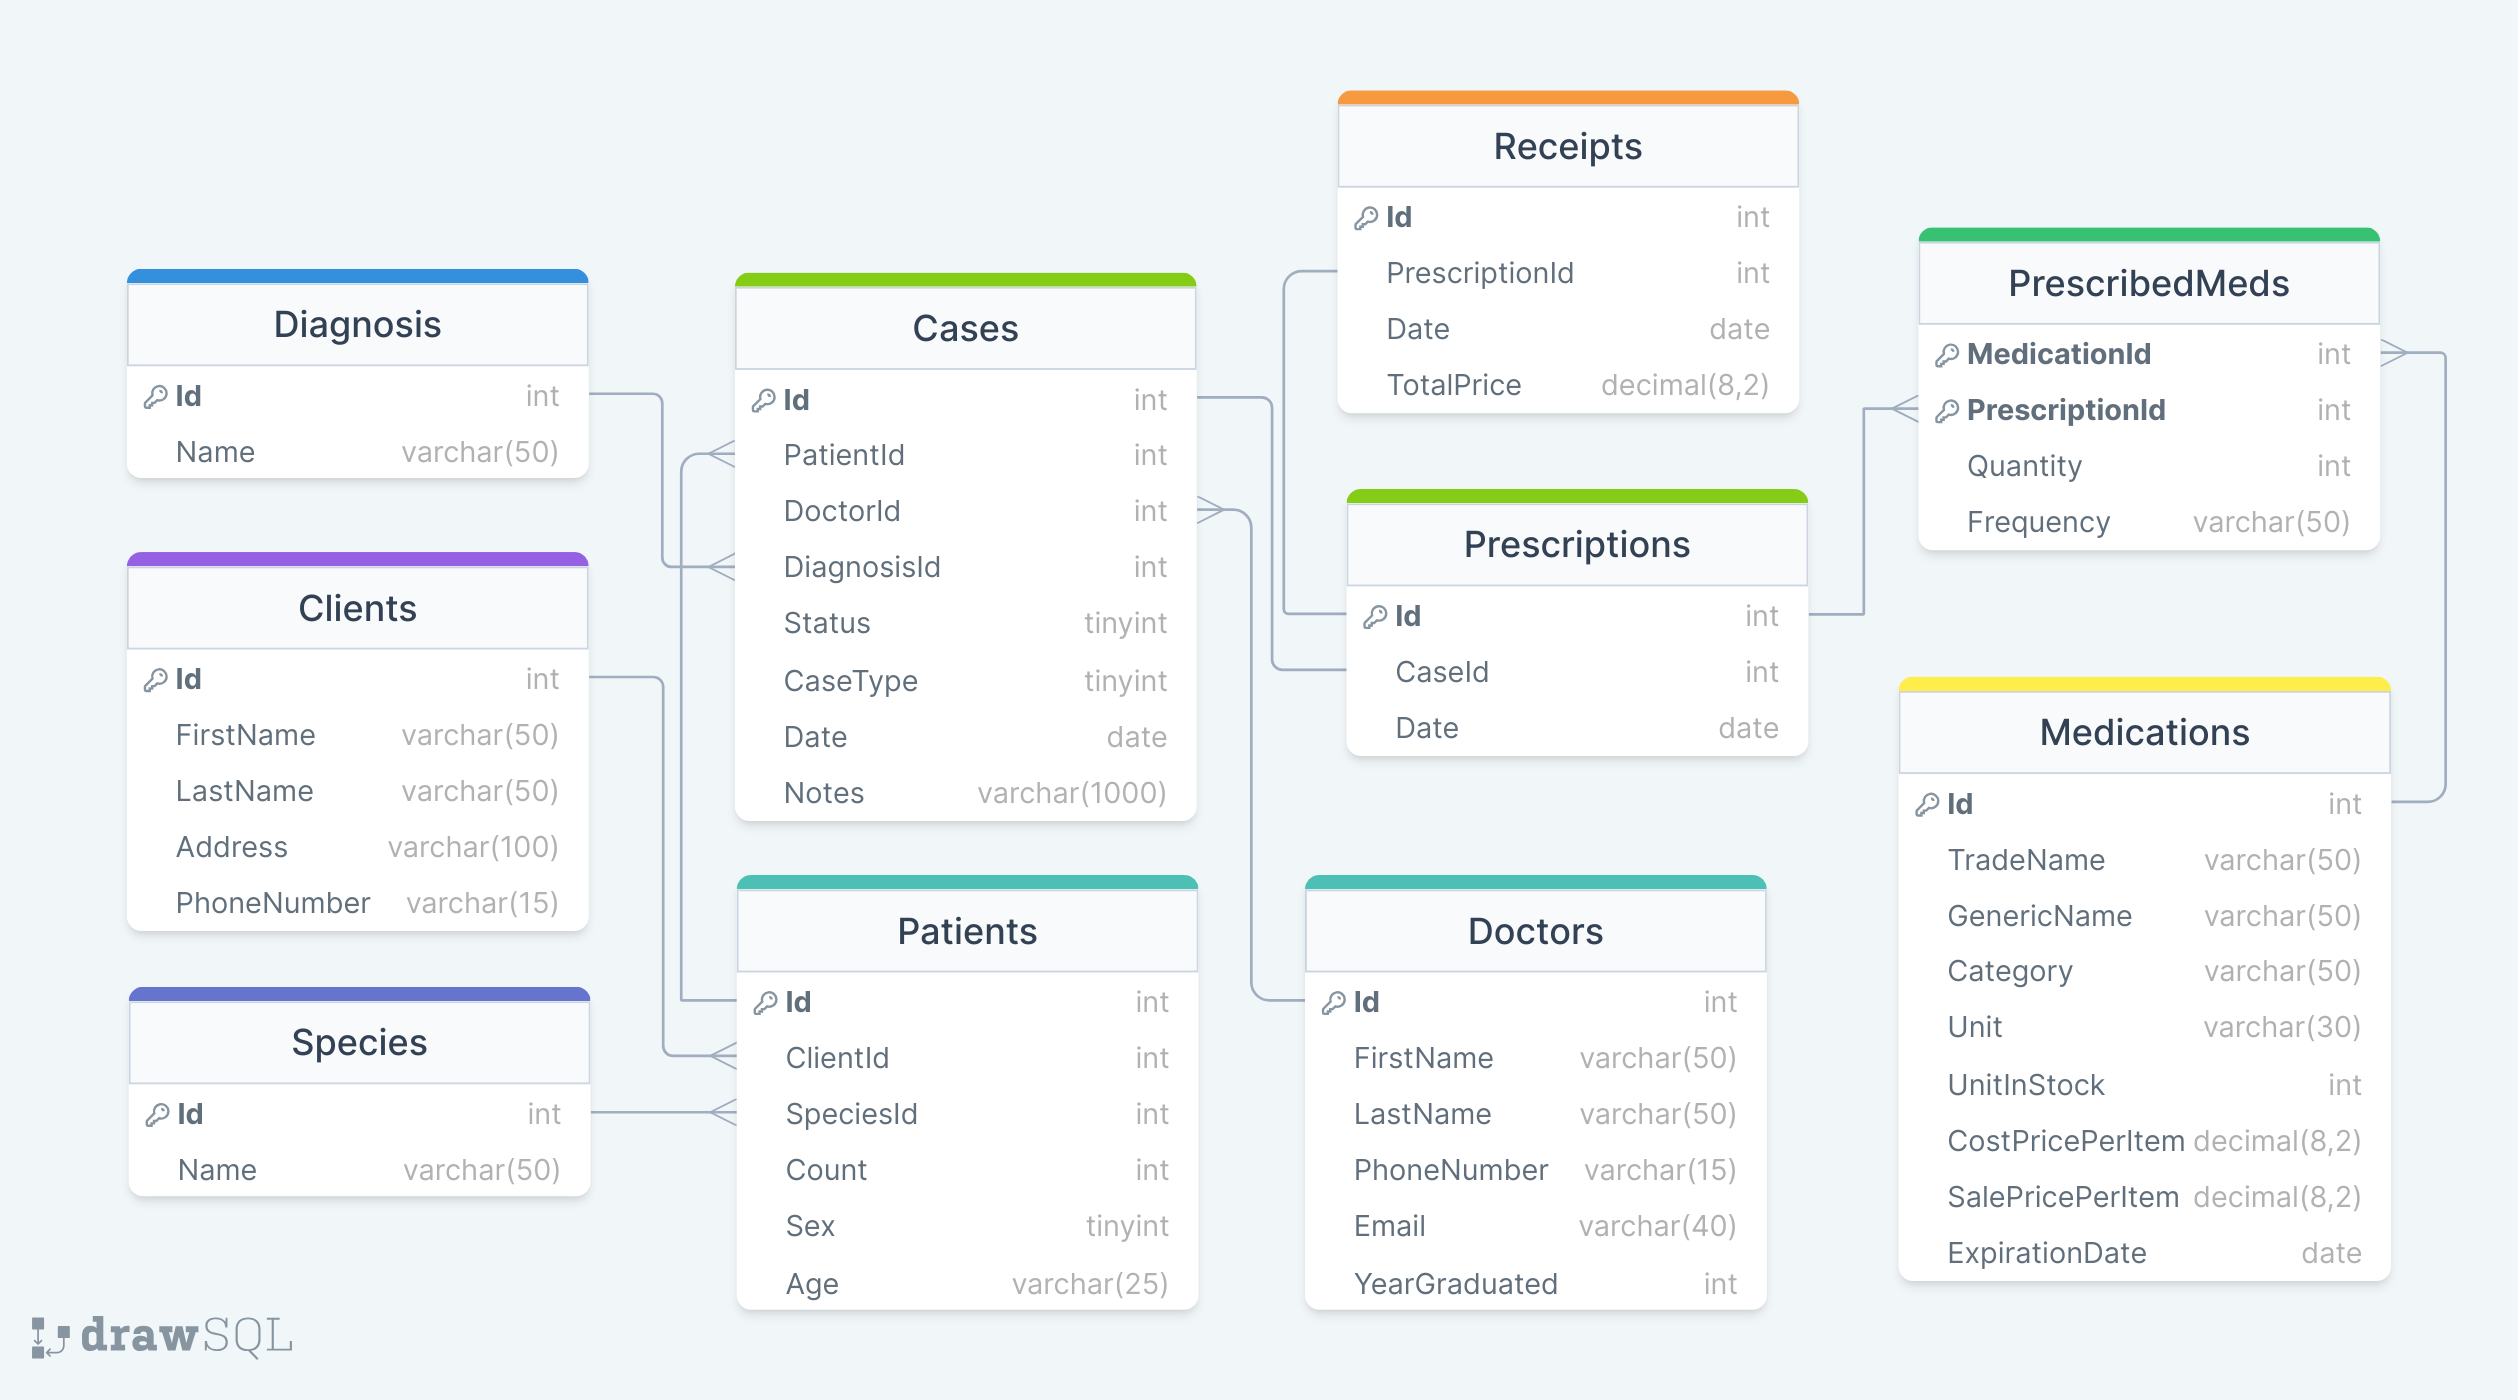 Diagnosis
Id int
Name varchar(50)
Clients
Id int
FirstName varchar(50)
LastName varchar(50)
Address varchar(100)
PhoneNumber varchar(15)
Species
Id int
Name varchar(50)
Cases
Id int
PatientId int
DoctorId int
DiagnosisId int
Status tinyint
CaseType tinyint
Date date
Notes varchar(1000)
Patients
Id int
ClientId int
SpeciesId int
Count int
Sex tinyint
Age varchar(25)
Receipts
Id int
PrescriptionId int
Date date
TotalPrice decimal(8,2)
Prescriptions
Id int
CaseId int
Date date
Doctors
Id int
FirstName varchar(50)
LastName varchar(50)
PhoneNumber varchar(15)
Email varchar(40)
YearGraduated int
PrescribedMeds
MedicationId int
PrescriptionId int
Quantity int
Frequency varchar(50)
Medications
Id int
TradeName varchar(50)
GenericName varchar(50)
Category varchar(50)
Unit varchar(30)
UnitInStock int
CostPricePerItem decimal(8,2)
SalePricePerItem decimal(8,2)
ExpirationDate date
drawSQL